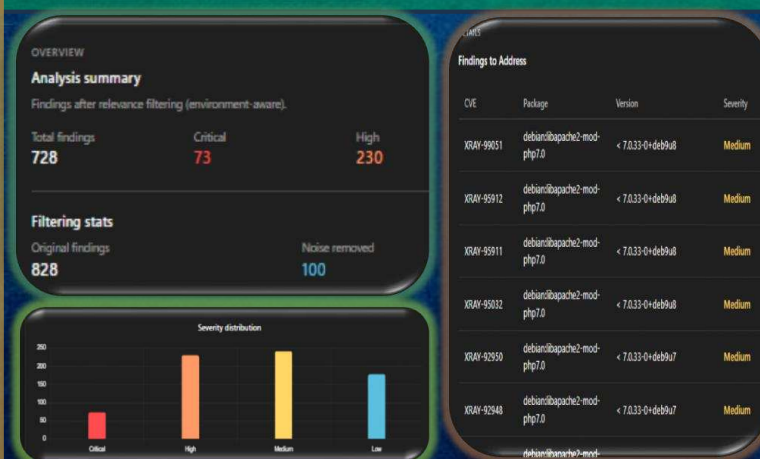 OVERVIEW
Analysis summary
Findings after relevance filtering (environment-aware).
Total findings Critical High
728 73 230
Filtering stats
Original findings Noise removed
828 100
Severity distribution
250
200
150
100
50
0
Critical High Medium Low
Findings to Address
CVE Package Version Severity
XRAY-99051 debian:libapache2-mod-php7.0 < 7.0.33-0+deb9u8 Medium
XRAY-95912 debian:libapache2-mod-php7.0 < 7.0.33-0+deb9u8 Medium
XRAY-95911 debian:libapache2-mod-php7.0 < 7.0.33-0+deb9u8 Medium
XRAY-95032 debian:libapache2-mod-php7.0 < 7.0.33-0+deb9u8 Medium
XRAY-92950 debian:libapache2-mod-php7.0 < 7.0.33-0+deb9u7 Medium
XRAY-92948 debian:libapache2-mod-php7.0 < 7.0.33-0+deb9u7 Medium
debian:libapache2-mod-